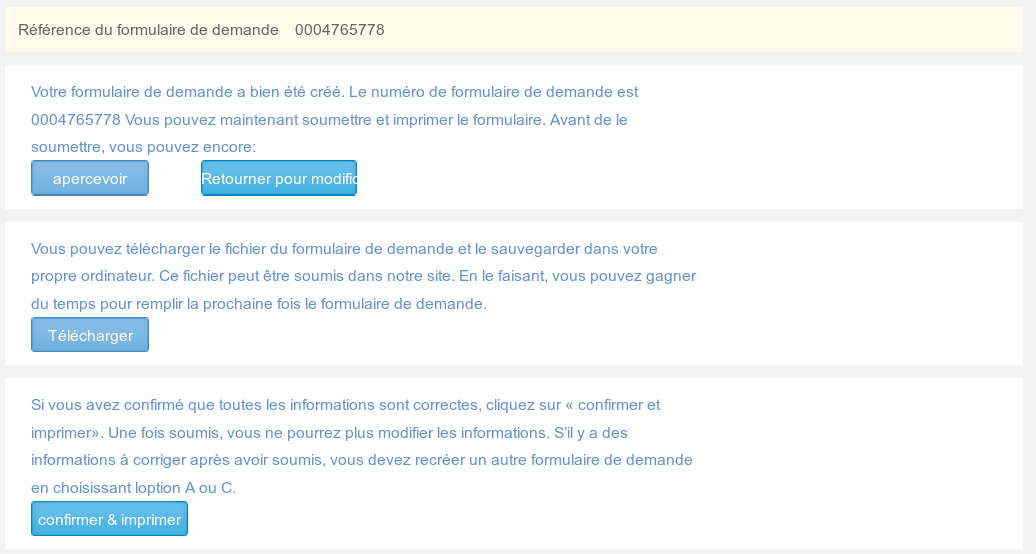 Référence du formulaire de demande 0004765778
Votre formulaire de demande a bien été créé. Le numéro de formulaire de demande est
0004765778 Vous pouvez maintenant soumettre et imprimer le formulaire. Avant de le
soumettre, vous pouvez encore:
apercevoir Retourner pour modific
Vous pouvez télécharger le fichier du formulaire de demande et le sauvegarder dans votre
propre ordinateur. Ce fichier peut être soumis dans notre site. En le faisant, vous pouvez gagner
du temps pour remplir la prochaine fois le formulaire de demande.
Télécharger
Si vous avez confirmé que toutes les informations sont correctes, cliquez sur « confirmer et
imprimer». Une fois soumis, vous ne pourrez plus modifier les informations. S'il y a des
informations à corriger après avoir soumis, vous devez recréer un autre formulaire de demande
en choisissant loption A ou C.
confirmer & imprimer